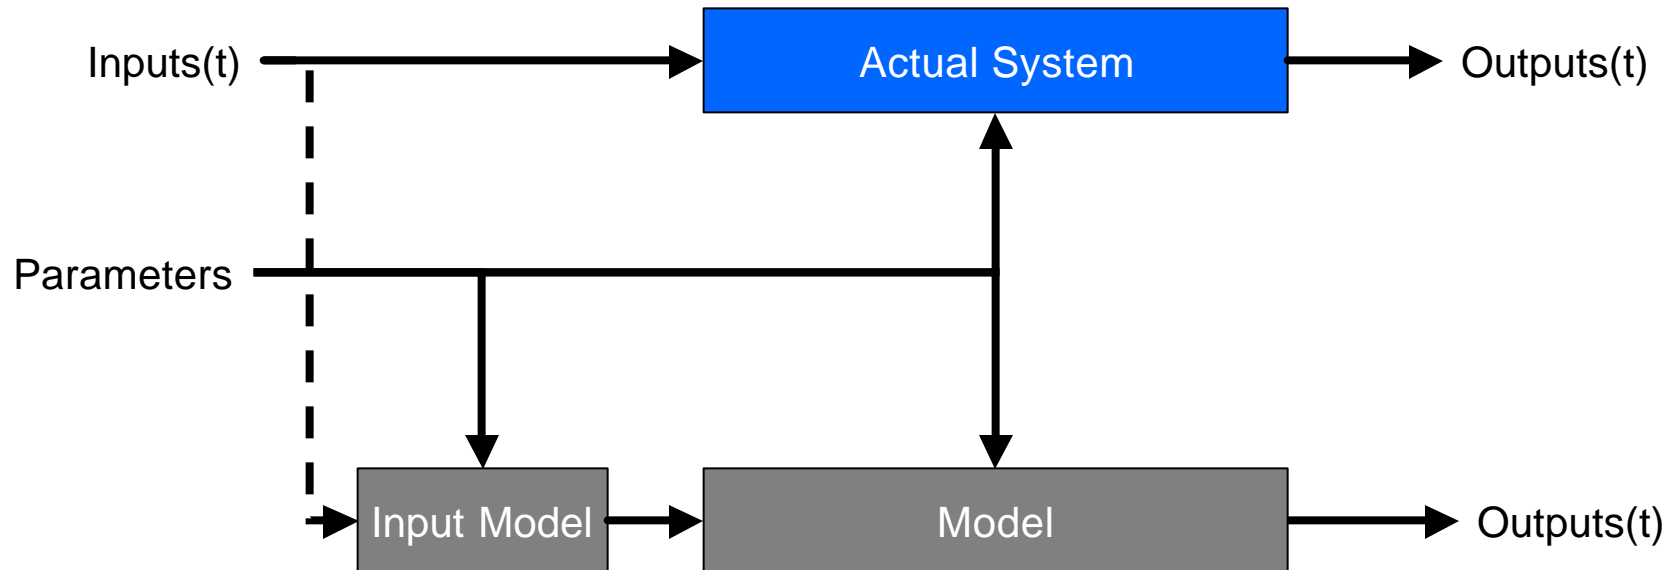 Inputs(t)
Actual System
Outputs(t)
Parameters
Input Model
Model
Outputs(t)